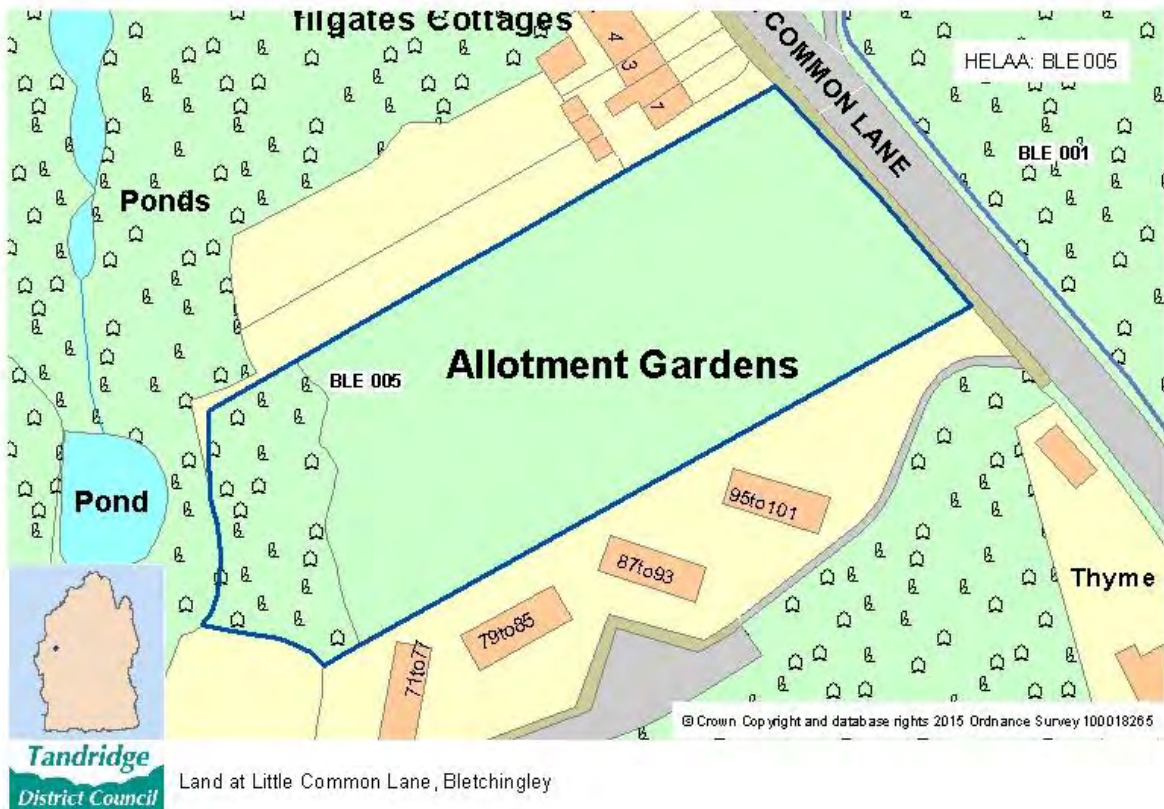 Cottages
4
3
1
COMMON LANE
HELAA: BLE 005
BLE 001
Ponds
Allotment Gardens
BLE 005
Pond
95to101
87to93
79to85
71to77
Thyme
© Crown Copyright and database rights 2015 Ordnance Survey 100018265
Tandridge
District Council
Land at Little Common Lane, Bletchingley